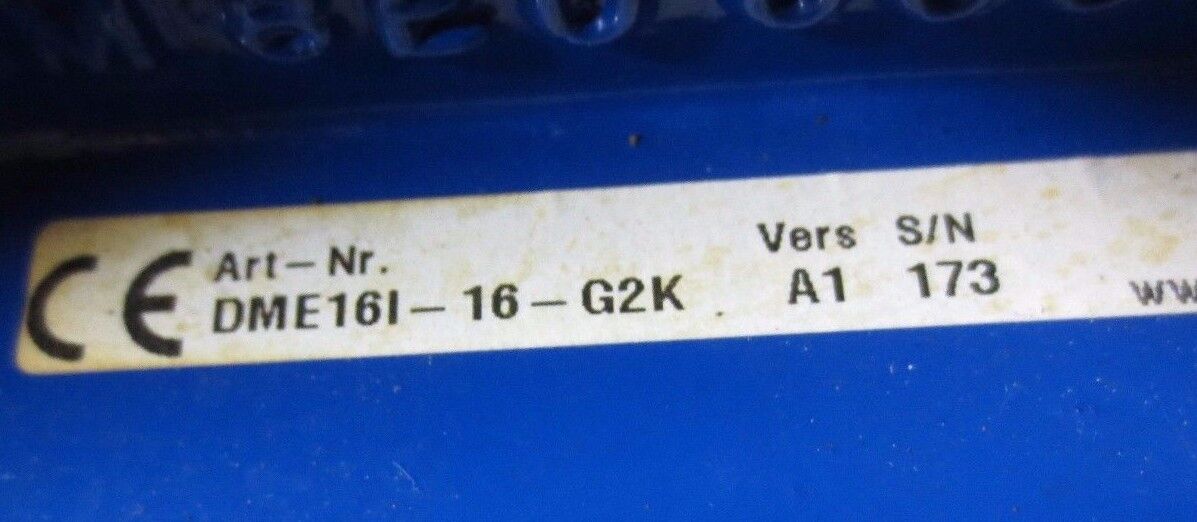 CE Art-Nr. Vers S/N
DME16I-16-G2K A1 173